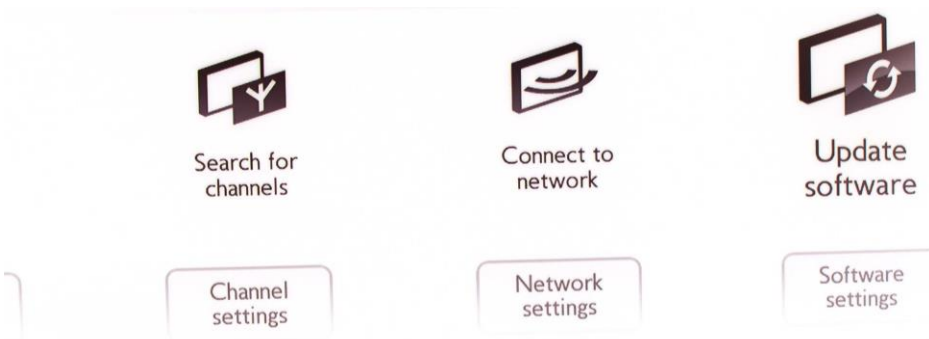 Search for
channels
Connect to
network
Update
software
Channel
settings
Network
settings
Software
settings